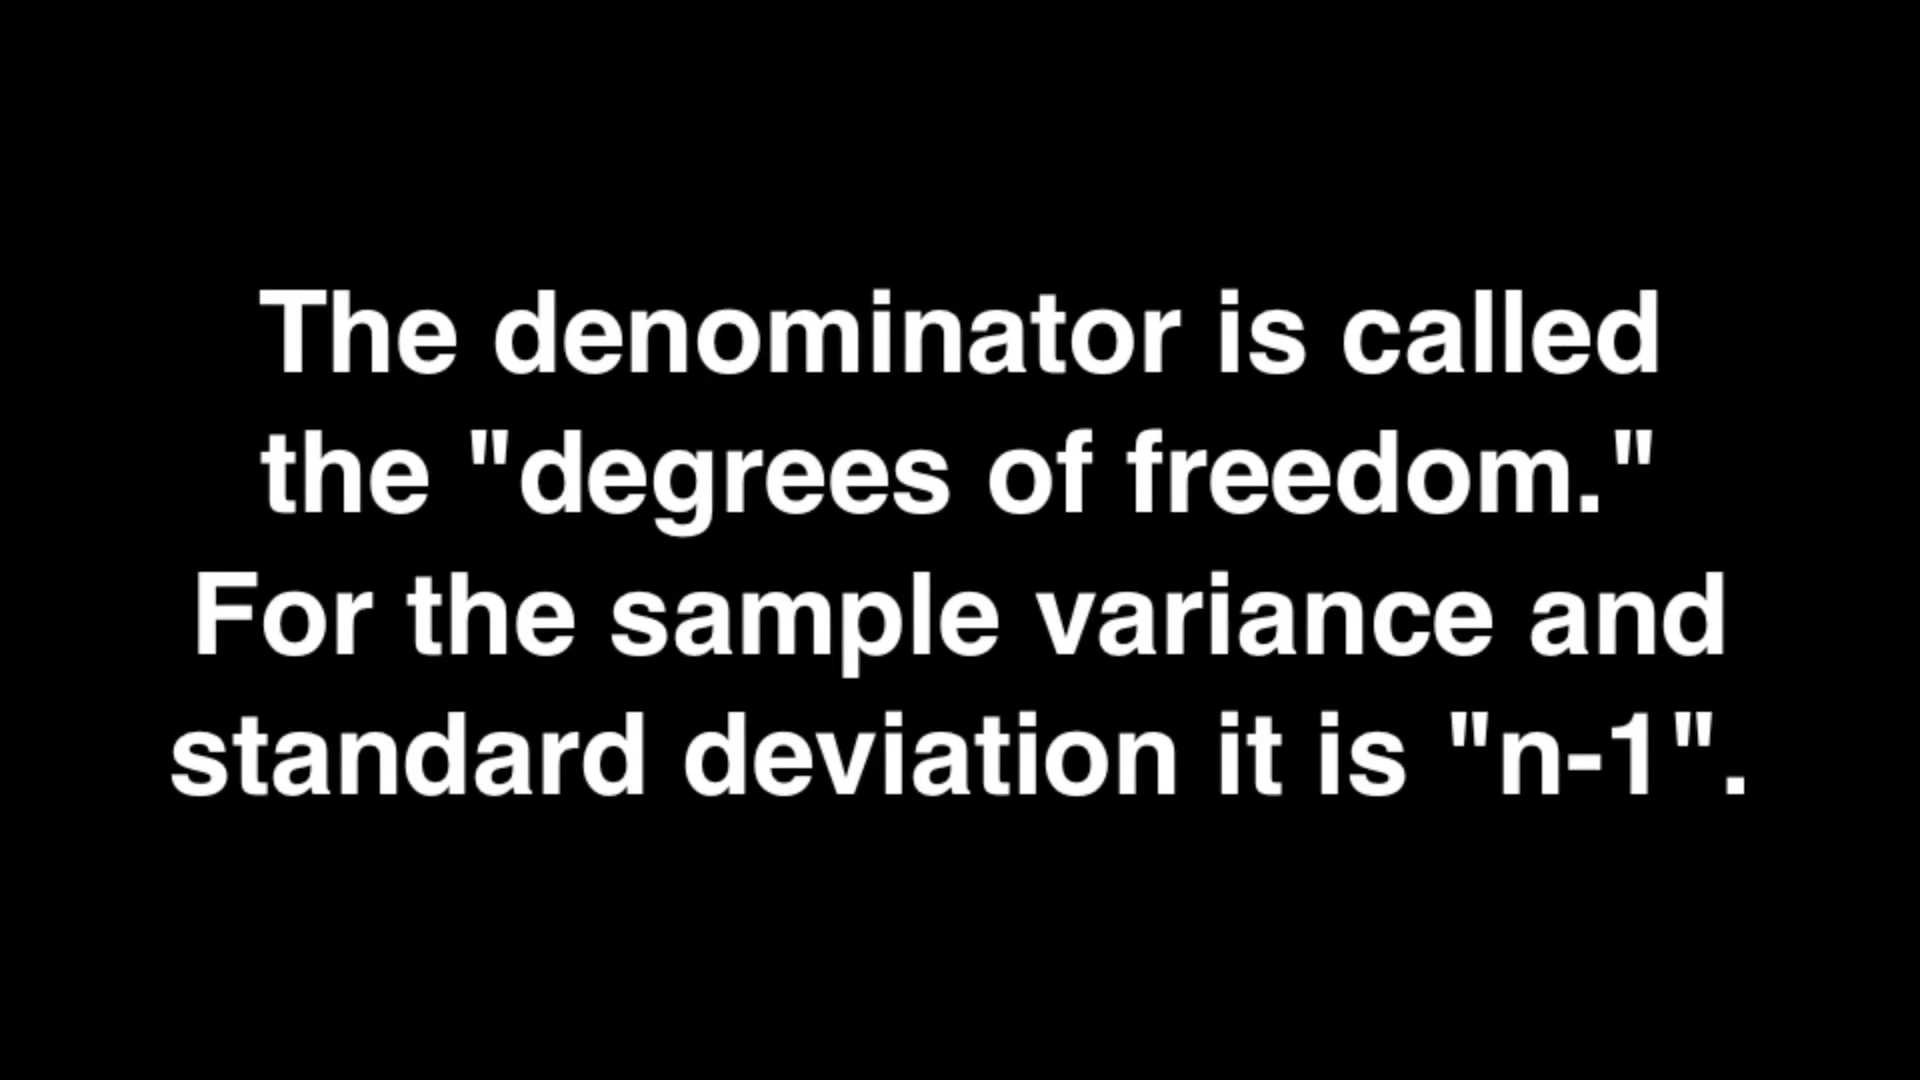 The denominator is called
the "degrees of freedom."
For the sample variance and
standard deviation it is "n-1".